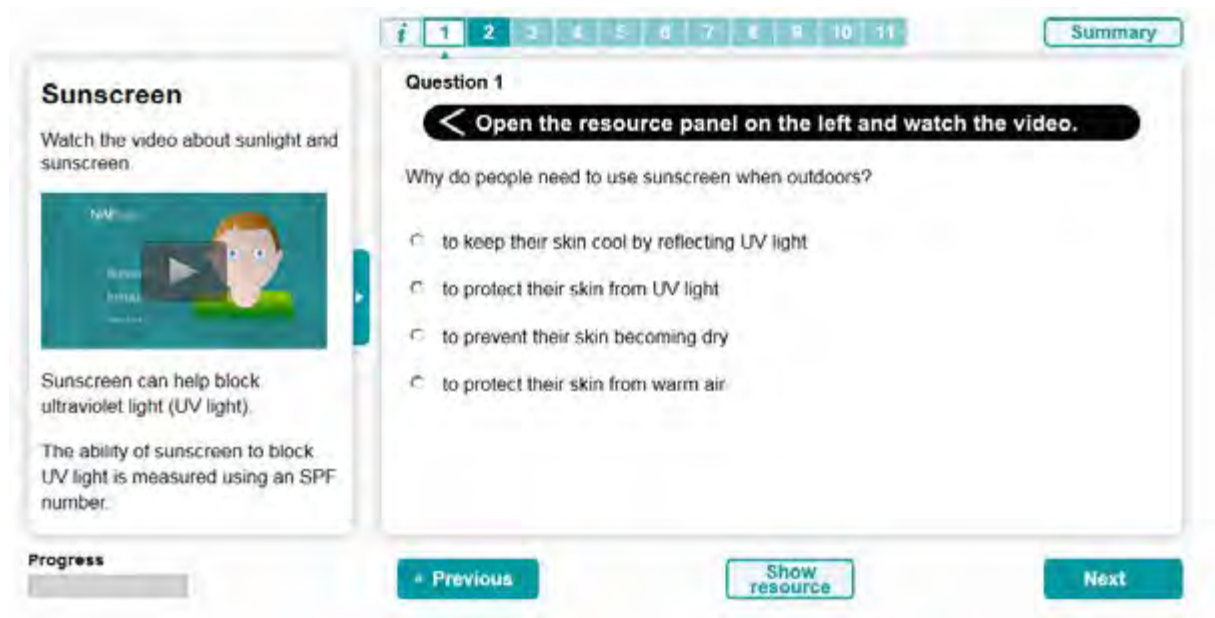 i 1 2 3 4 5 6 7 8 9 10 11
Summary
Sunscreen
Watch the video about sunlight and
sunscreen
Sunscreen can help block
ultraviolet light (UV light).
The ability of sunscreen to block
UV light is measured using an SPF
number.
Progress
Question 1
< Open the resource panel on the left and watch the video.
Why do people need to use sunscreen when outdoors?
to keep their skin cool by reflecting UV light
to protect their skin from UV light
to prevent their skin becoming dry
to protect their skin from warm air
Previous
Show
resource
Next